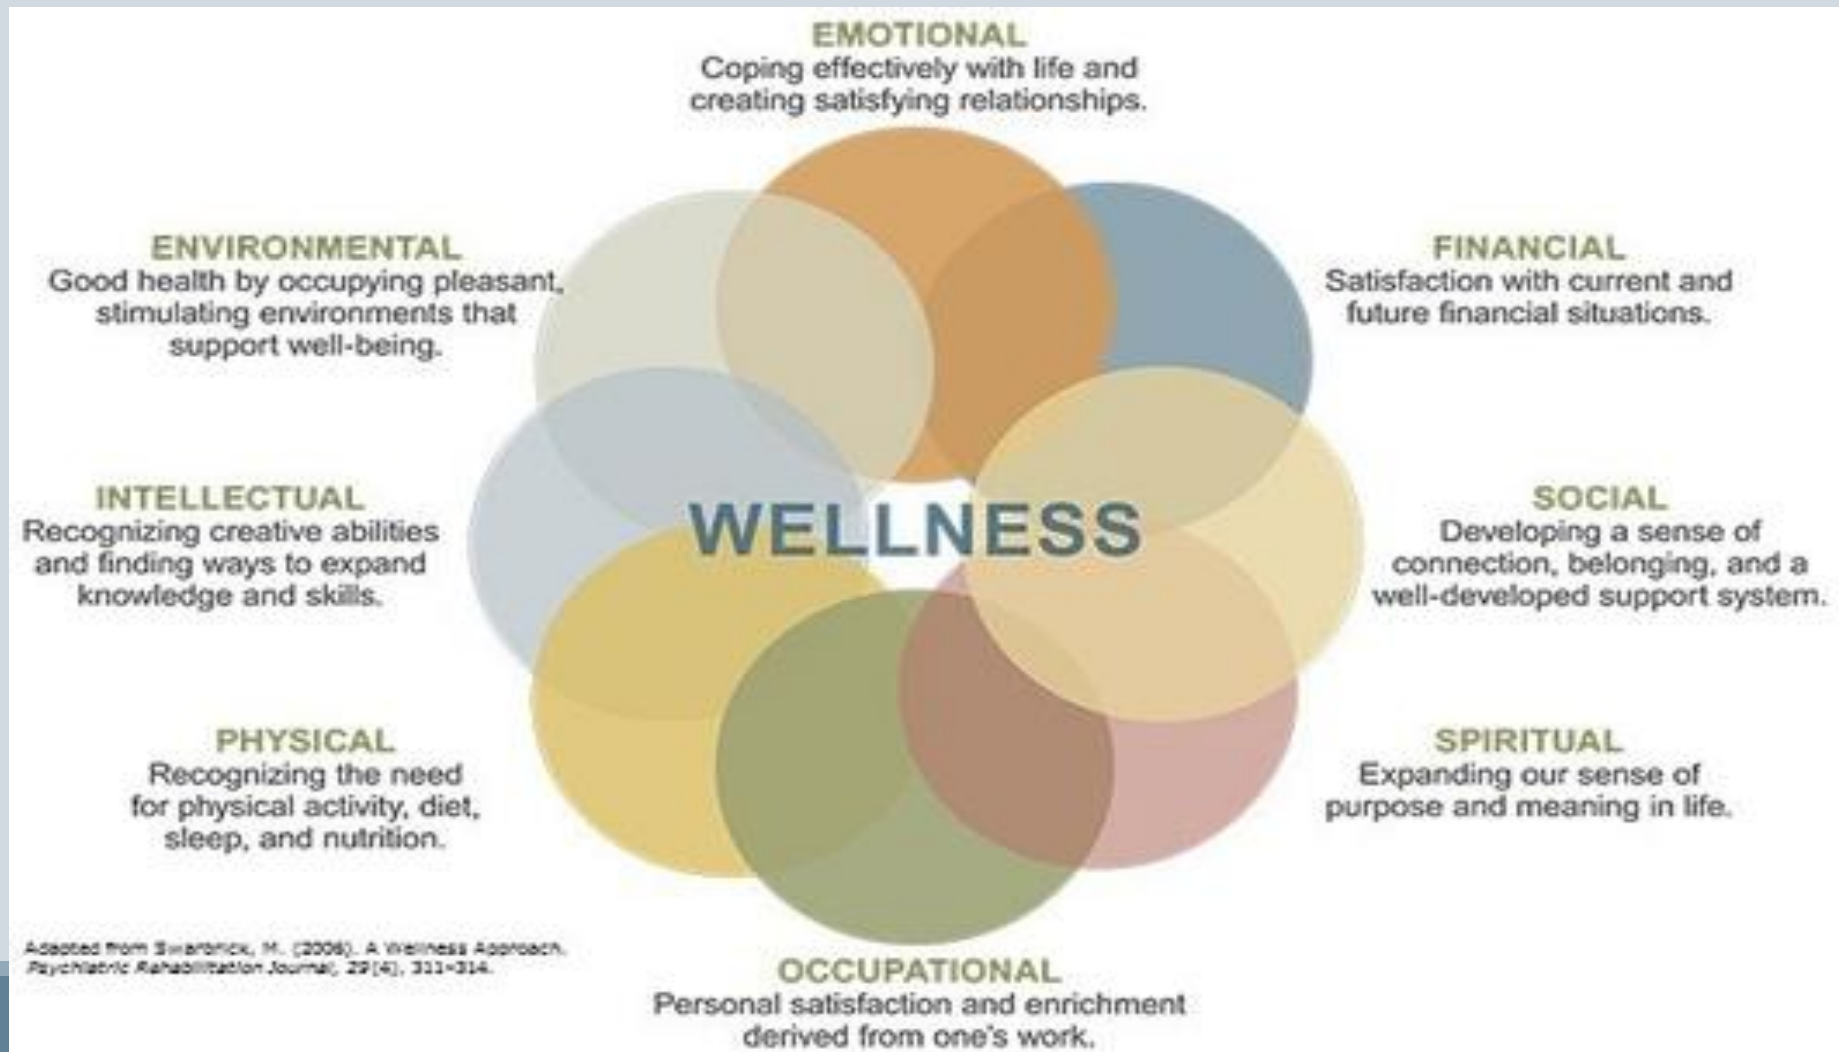 EMOTIONAL
Coping effectively with life and
creating satisfying relationships.
FINANCIAL
Satisfaction with current and
future financial situations.
SOCIAL
Developing a sense of
connection, belonging, and a
well-developed support system.
SPIRITUAL
Expanding our sense of
purpose and meaning in life.
OCCUPATIONAL
Personal satisfaction and enrichment
derived from one's work.
PHYSICAL
Recognizing the need
for physical activity, diet,
sleep, and nutrition.
INTELLECTUAL
Recognizing creative abilities
and finding ways to expand
knowledge and skills.
ENVIRONMENTAL
Good health by occupying pleasant,
stimulating environments that
support well-being.
WELLNESS
Adapted from Swarbrick, M. (2006). A Wellness Approach.
Psychiatric Rehabilitation Journal, 29(4), 311-314.